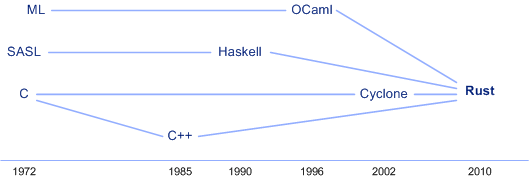 ML OCaml
SASL Haskell
C Cyclone Rust
C++
1972 1985 1990 1996 2002 2010